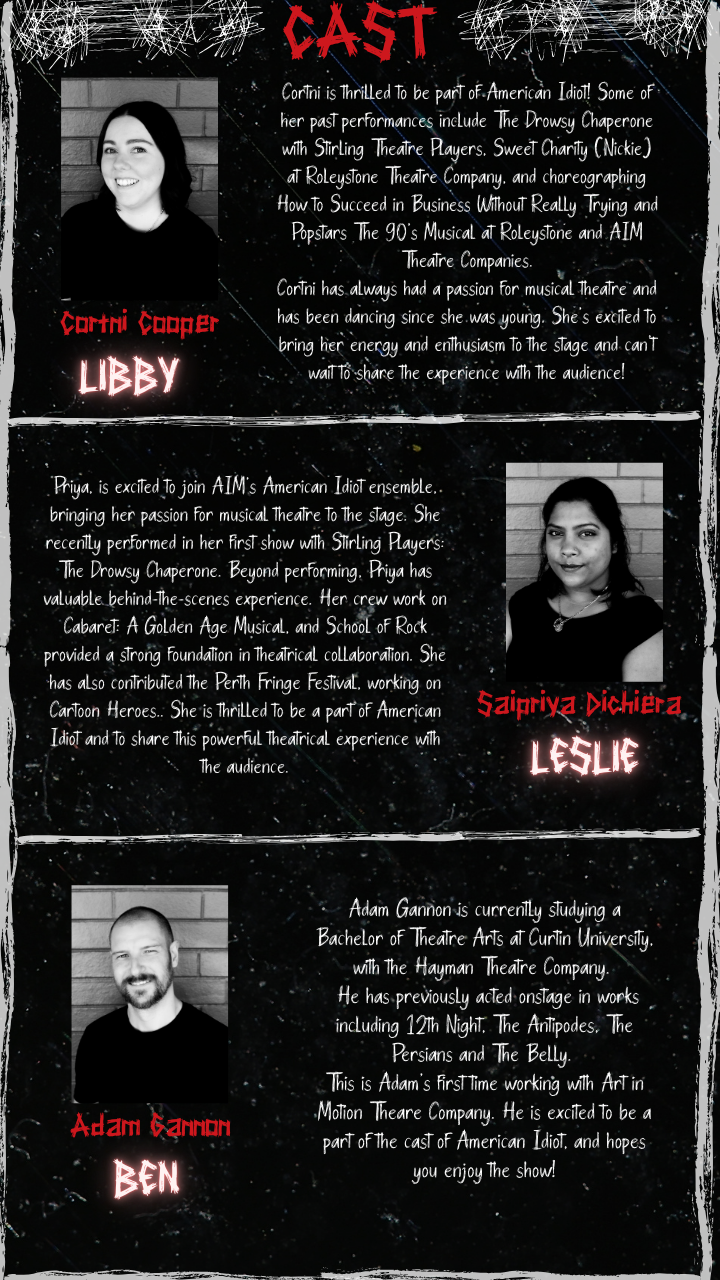 CAST
Cortni is thrilled to be part of American Idiot! Some of
her past performances include The Drowsy Chaperone
with Stirling Theatre Players, Sweet Charity (Nickie)
at Roleystone Theatre Company, and choreographing
How to Succeed in Business Without Really Trying and
Popstars The 90's Musical at Roleystone and AIM
Theatre Companies.
Cortni has always had a passion for musical theatre and
has been dancing since she was young. She's excited to
bring her energy and enthusiasm to the stage and can't
wait to share the experience with the audience!
Cortni Cooper
LIBBY
Priya, is excited to join AIM's American Idiot ensemble,
bringing her passion for musical theatre to the stage. She
recently performed in her first show with Stirling Players:
The Drowsy Chaperone. Beyond performing, Priya has
valuable behind-the-scenes experience. Her crew work on
Cabaret: A Golden Age Musical, and School of Rock
provided a strong foundation in theatrical collaboration. She
has also contributed the Perth Fringe Festival, working on
Cartoon Heroes.. She is thrilled to be a part of American
Idiot and to share this powerful theatrical experience with
the audience.
Saipriya Dichiera
LESLIE
Adam Gannon is currently studying a
Bachelor of Theatre Arts at Curtin University,
with the Hayman Theatre Company.
He has previously acted onstage in works
including 12th Night, The Antipodes, The
Persians and The Belly.
This is Adam's first time working with Art in
Motion Theare Company. He is excited to be a
part of the cast of American Idiot, and hopes
you enjoy the show!
Adam Gannon
BEN